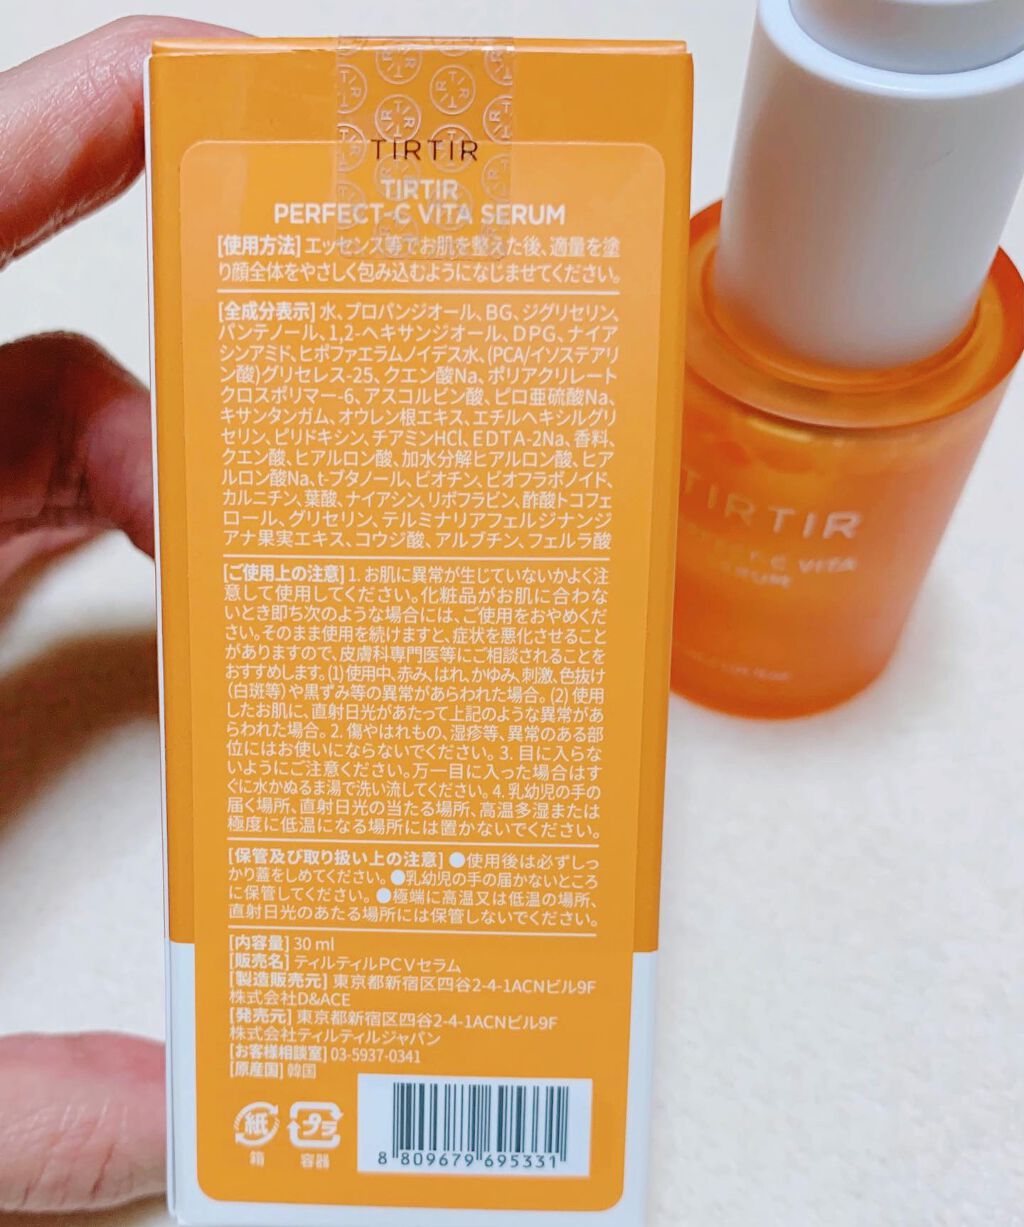 TIRTIR
TIRTIR
PERFECT-C VITA SERUM
[使用方法] エッセンス等でお肌を整えた後、適量を塗
り顔全体をやさしく包み込むようになじませてください。
[全成分表示] 水、プロパンジオール、BG、ジグリセリン、
パンテノール、1,2-ヘキサンジオール、DPG、ナイア
シンアミド、ヒポファエラムノイデス水、(PCA/イソステアリ
ン酸)グリセレス-25、クエン酸Na、ポリアクリレート
クロスポリマー-6、アスコルビン酸、ピロ亜硫酸Na、
キサンタンガム、オウレン根エキス、エチルヘキシルグリ
セリン、ピリドキシン、チアミンHCl、EDTA-2Na、香料、
クエン酸、ヒアルロン酸、加水分解ヒアルロン酸、ヒア
ルロン酸Na、t-ブタノール、ビオチン、ビオフラボノイド、
カルニチン、葉酸、ナイアシン、リボフラビン、酢酸トコフェ
ロール、グリセリン、テルミナリアフェルジナンジ
アナ果実エキス、コウジ酸、アルブチン、フェルラ酸
[ご使用上の注意] 1. お肌に異常が生じていないかよく注
意して使用してください。化粧品がお肌に合わな
いとき即ち次のような場合には、ご使用をおやめくだ
さい。そのまま使用を続けますと、症状を悪化させること
がありますので、皮膚科専門医等にご相談されることを
おすすめします。(1) 使用中、赤み、はれ、かゆみ、刺激、色抜け
(白斑等) や黒ずみ等の異常があらわれた場合。(2) 使用
したお肌に、直射日光があたって上記のような異常があ
らわれた場合。2. 傷やはれもの、湿疹等、異常のある部
位にはお使いにならないでください。3. 目に入らな
いようにご注意ください。万一目に入った場合はす
ぐに水かぬるま湯で洗い流してください。4. 乳幼児の手の
届く場所、直射日光の当たる場所、高温多湿または
極度に低温になる場所には置かないでください。
[保管及び取り扱い上の注意] ●使用後は必ずしっ
かり蓋をしめてください。●乳幼児の手の届かないところ
に保管してください。●極端に高温又は低温の場所、
直射日光のあたる場所には保管しないでください。
[内容量] 30 ml
[販売名] ティルティルPCVセラム
[製造販売元] 東京都新宿区四谷2-4-1ACNビル9F
株式会社D&ACE
[発売元] 東京都新宿区四谷2-4-1ACNビル9F
株式会社ティルティルジャパン
[お客様相談室] 03-5937-0341
[原産国] 韓国
紙 プラ
箱 容器
8 809679 695331
TIRTIR
VITA